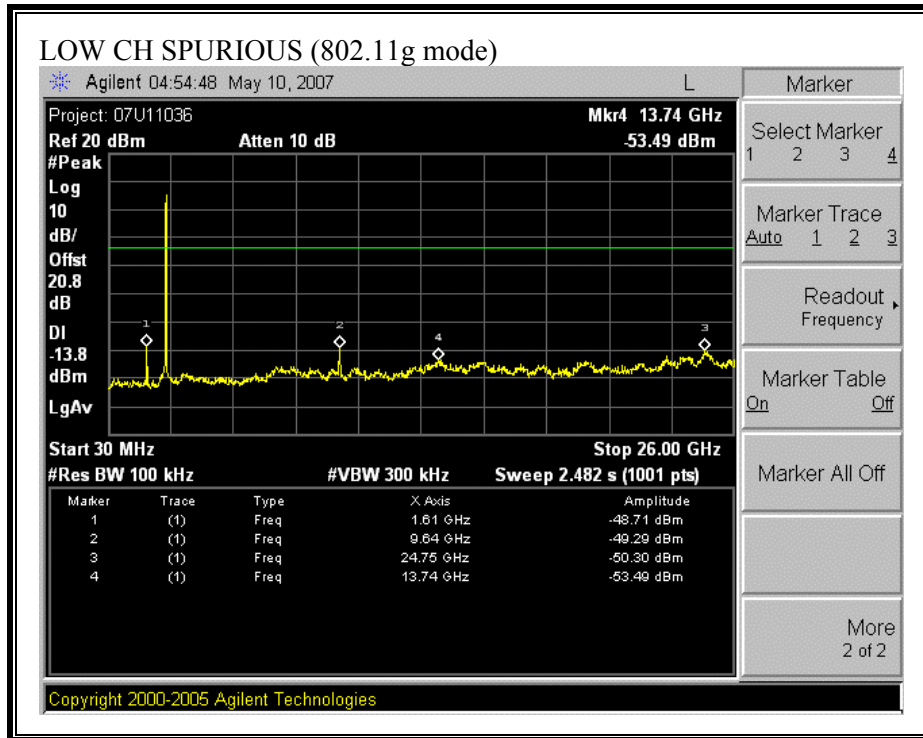 LOW CH SPURIOUS (802.11g mode)
Agilent 04:54:48 May 10, 2007 L
Project: 07U11036 Mkr4 13.74 GHz
Ref 20 dBm Atten 10 dB -53.49 dBm
#Peak
Log
10
dB/
Offst
20.8
dB
DI
-13.8
dBm
LgAv
1
2
4
3
Start 30 MHz Stop 26.00 GHz
#Res BW 100 kHz #VBW 300 kHz Sweep 2.482 s (1001 pts)
Marker Trace Type X Axis Amplitude
1 (1) Freq 1.61 GHz -48.71 dBm
2 (1) Freq 9.64 GHz -49.29 dBm
3 (1) Freq 24.75 GHz -50.30 dBm
4 (1) Freq 13.74 GHz -53.49 dBm
Marker
Select Marker
1 2 3 4
Marker Trace
Auto 1 2 3
Readout
Frequency
Marker Table
On Off
Marker All Off
More
2 of 2
Copyright 2000-2005 Agilent Technologies